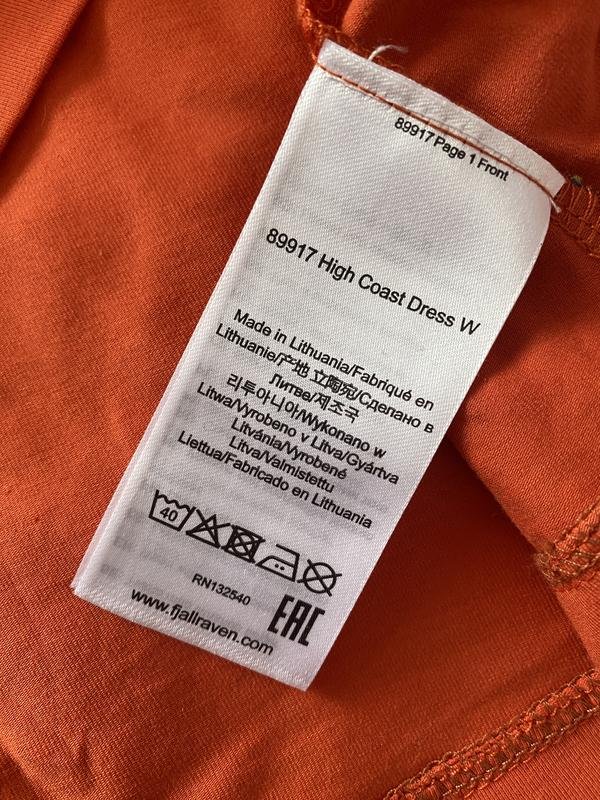 89917 Page 1 Front
89917 High Coast Dress W
Made in Lithuania/Fabriqué en
Lithuanie/产地 立陶宛/Сделано в
Литве/제조국
리투아니아/Wykonano w
Litwa/Vyrobeno v Litva/Gyártva
Litvánia/Vyrobené
Litva/Valmistettu
Liettua/Fabricado en Lithuania
40
RN132540
EAC
www.fjallraven.com